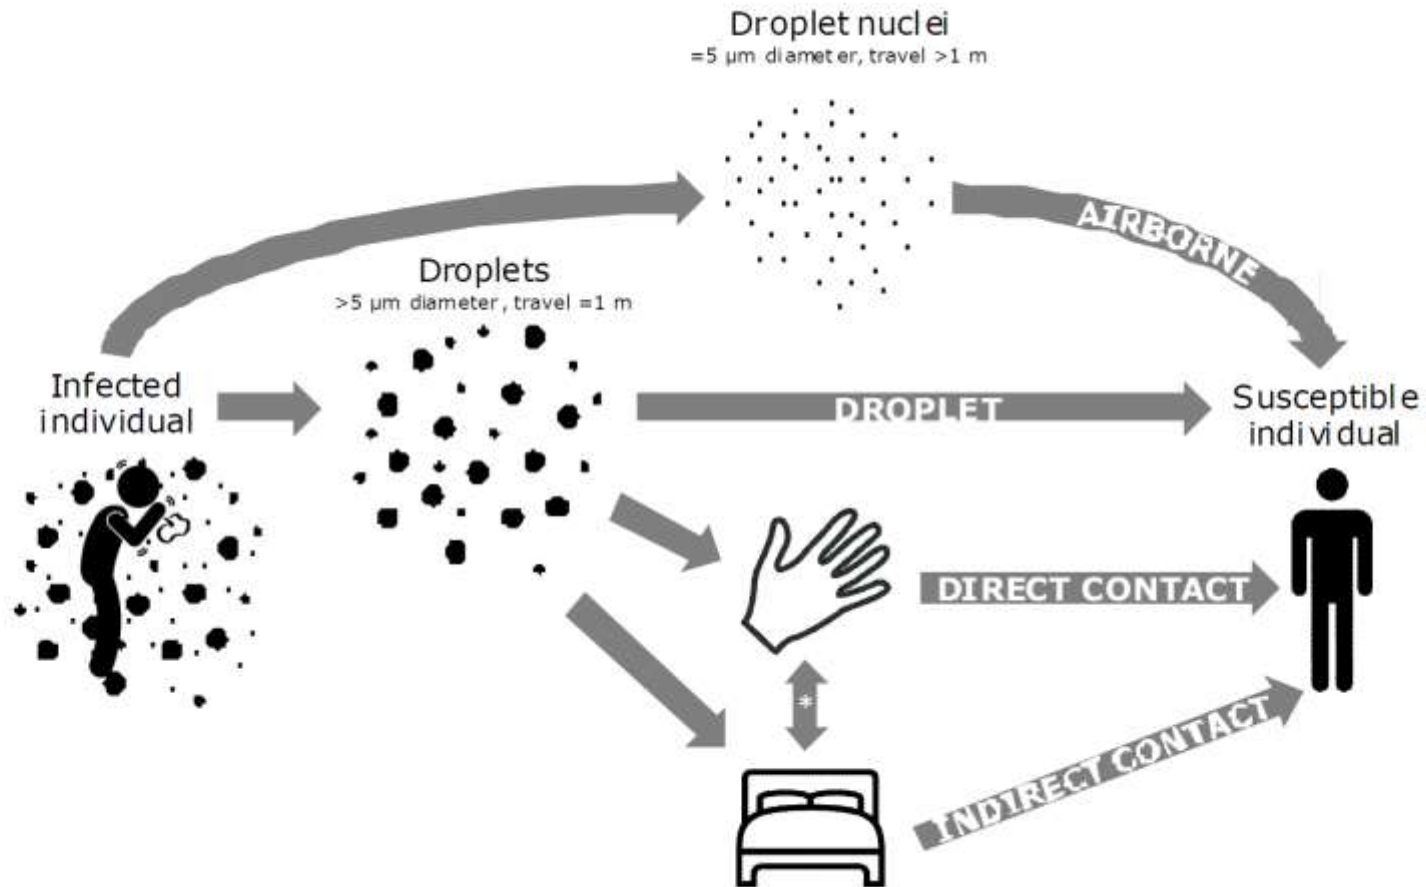 Droplet nuclei
=5 µm diameter, travel >1 m
AIRBORNE
Droplets
>5 µm diameter, travel =1 m
Infected
individual
DROPLET
Susceptible
individual
DIRECT CONTACT
*
INDIRECT CONTACT